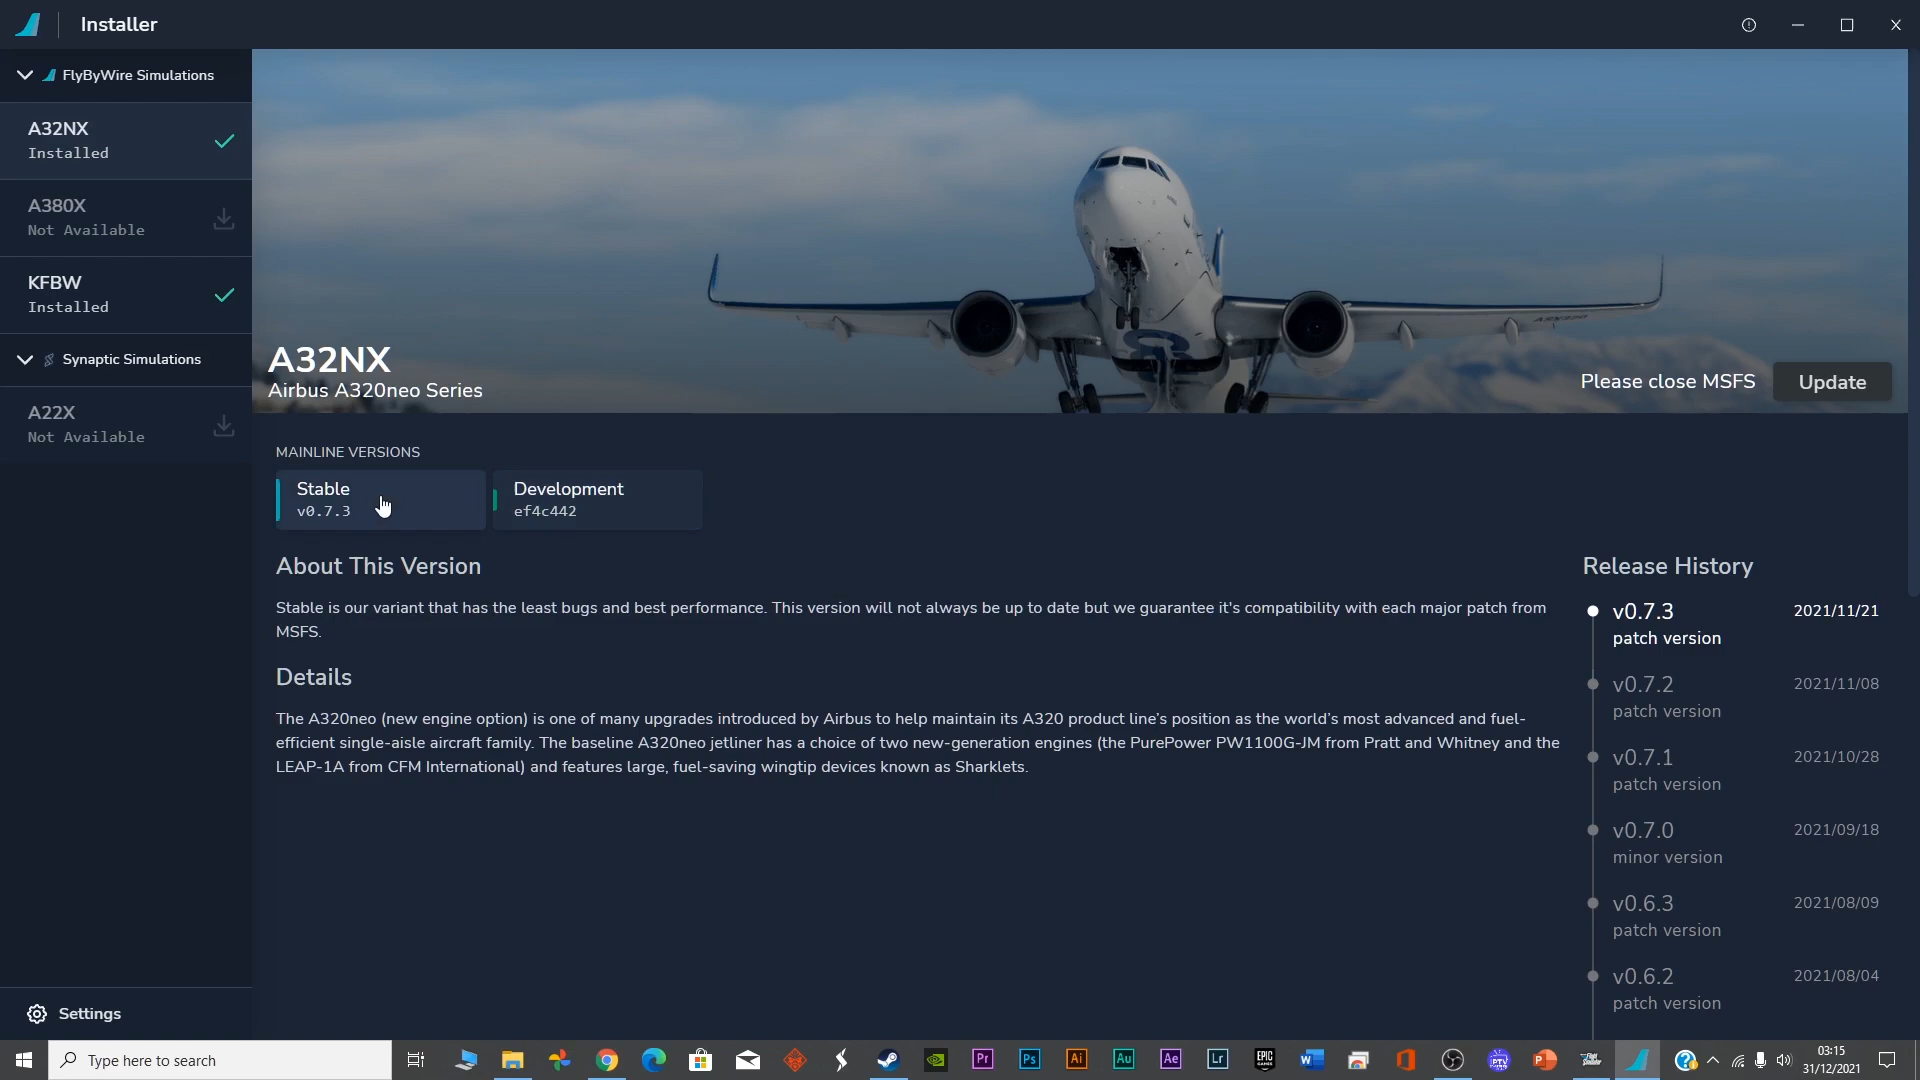 Installer
FlyByWire Simulations
A32NX
Installed
A380X
Not Available
KFBW
Installed
Synaptic Simulations
A22X
Not Available
Settings
A32NX
Airbus A320neo Series
Please close MSFS
Update
MAINLINE VERSIONS
Stable
v0.7.3
Development
ef4c442
About This Version
Stable is our variant that has the least bugs and best performance. This version will not always be up to date but we guarantee it's compatibility with each major patch from
MSFS.
Details
The A320neo (new engine option) is one of many upgrades introduced by Airbus to help maintain its A320 product line's position as the world's most advanced and fuel-
efficient single-aisle aircraft family. The baseline A320neo jetliner has a choice of two new-generation engines (the PurePower PW1100G-JM from Pratt and Whitney and the
LEAP-1A from CFM International) and features large, fuel-saving wingtip devices known as Sharklets.
Release History
v0.7.3 2021/11/21
patch version
v0.7.2 2021/11/08
patch version
v0.7.1 2021/10/28
patch version
v0.7.0 2021/09/18
minor version
v0.6.3 2021/08/09
patch version
v0.6.2 2021/08/04
patch version
Type here to search
Pr
Ps
Ai
Au
Ae
Lr
EPIC
GAMES
03:15
31/12/2021